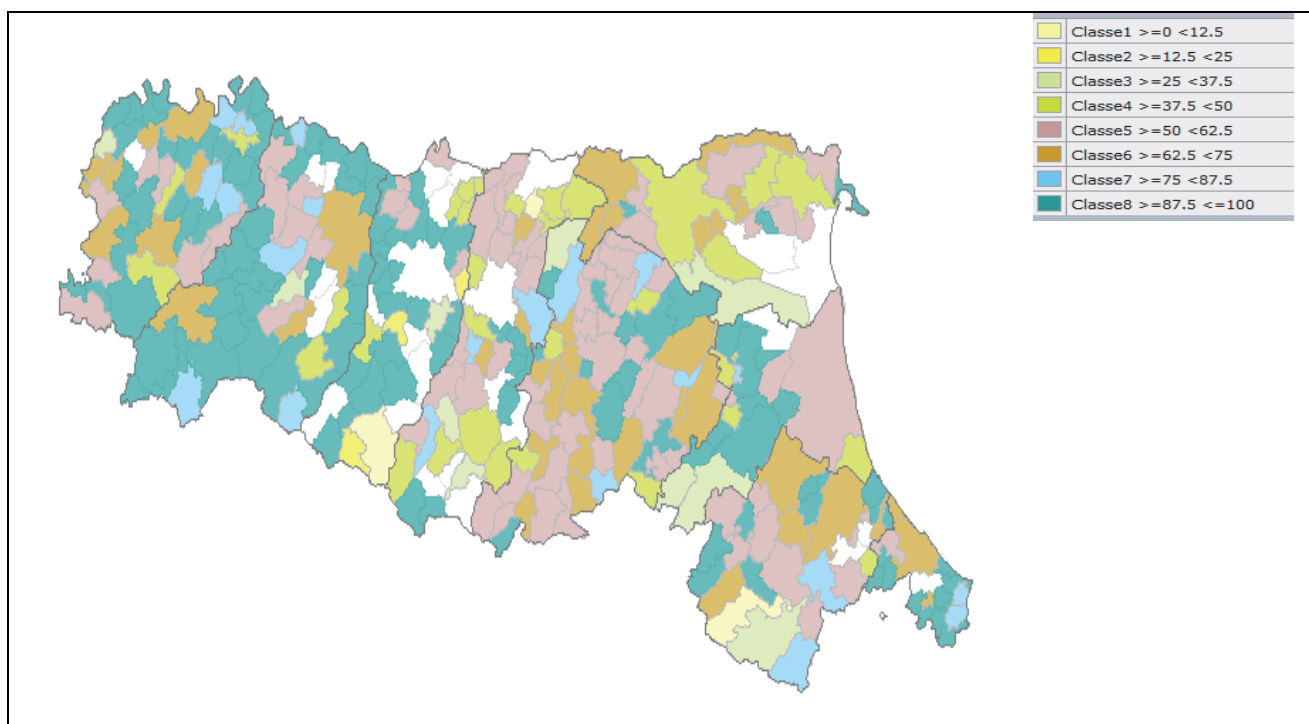 Classe1 >=0 <12.5
Classe2 >=12.5 <25
Classe3 >=25 <37.5
Classe4 >=37.5 <50
Classe5 >=50 <62.5
Classe6 >=62.5 <75
Classe7 >=75 <87.5
Classe8 >=87.5 <=100